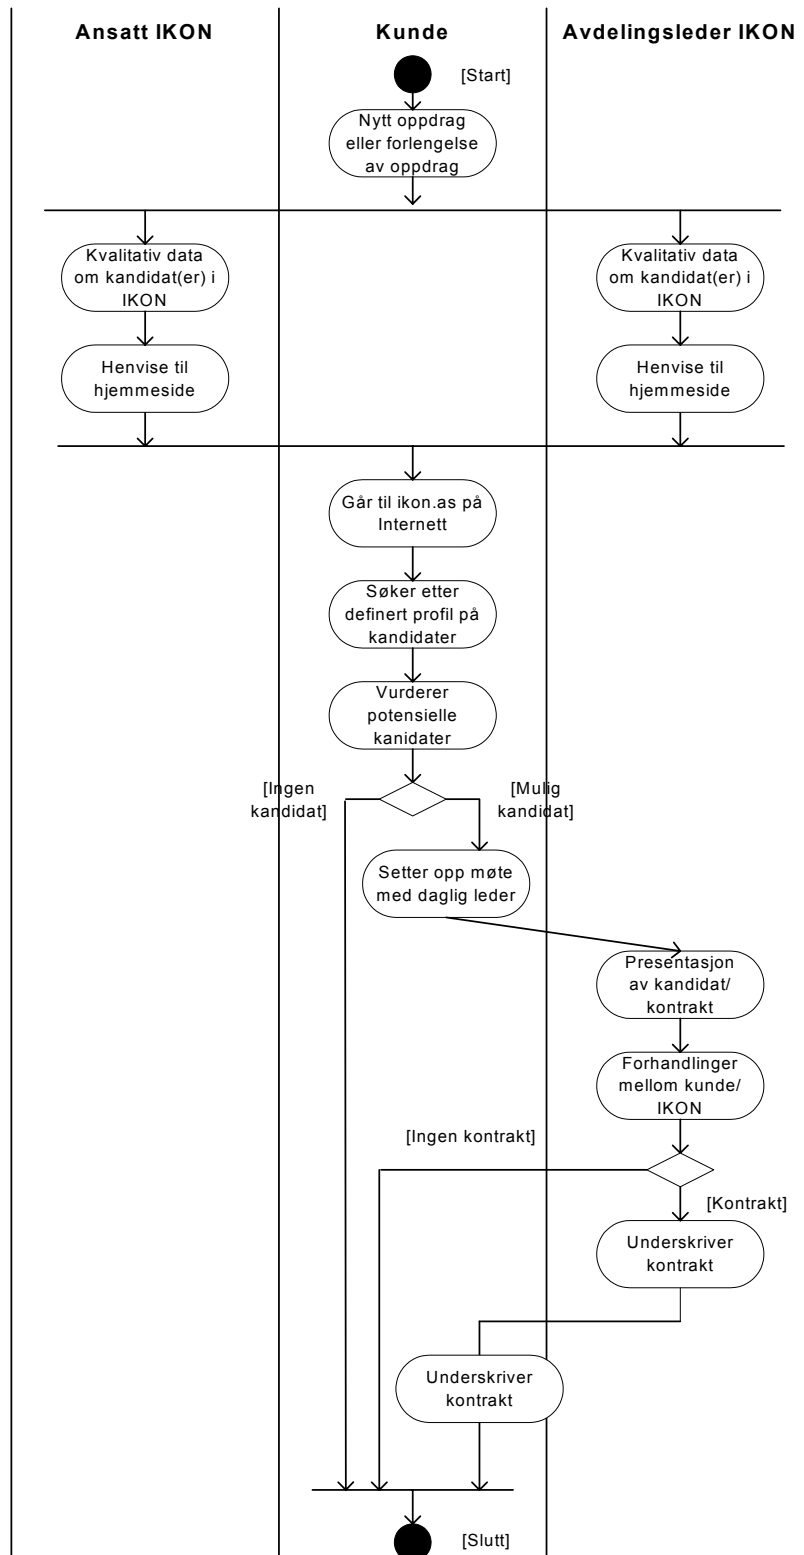 Ansatt IKON
Kunde
Avdelingsleder IKON
[Start]
Nytt oppdrag
eller forlengelse
av oppdrag
Kvalitativ data
om kandidat(er) i
IKON
Kvalitativ data
om kandidat(er) i
IKON
Henvise til
hjemmeside
Henvise til
hjemmeside
Går til ikon.as på
Internett
Søker etter
definert profil på
kandidater
Vurderer
potensielle
kanidater
[Ingen
kandidat]
[Mulig
kandidat]
Setter opp møte
med daglig leder
Presentasjon
av kandidat/
kontrakt
Forhandlinger
mellom kunde/
IKON
[Ingen kontrakt]
[Kontrakt]
Underskriver
kontrakt
Underskriver
kontrakt
[Slutt]